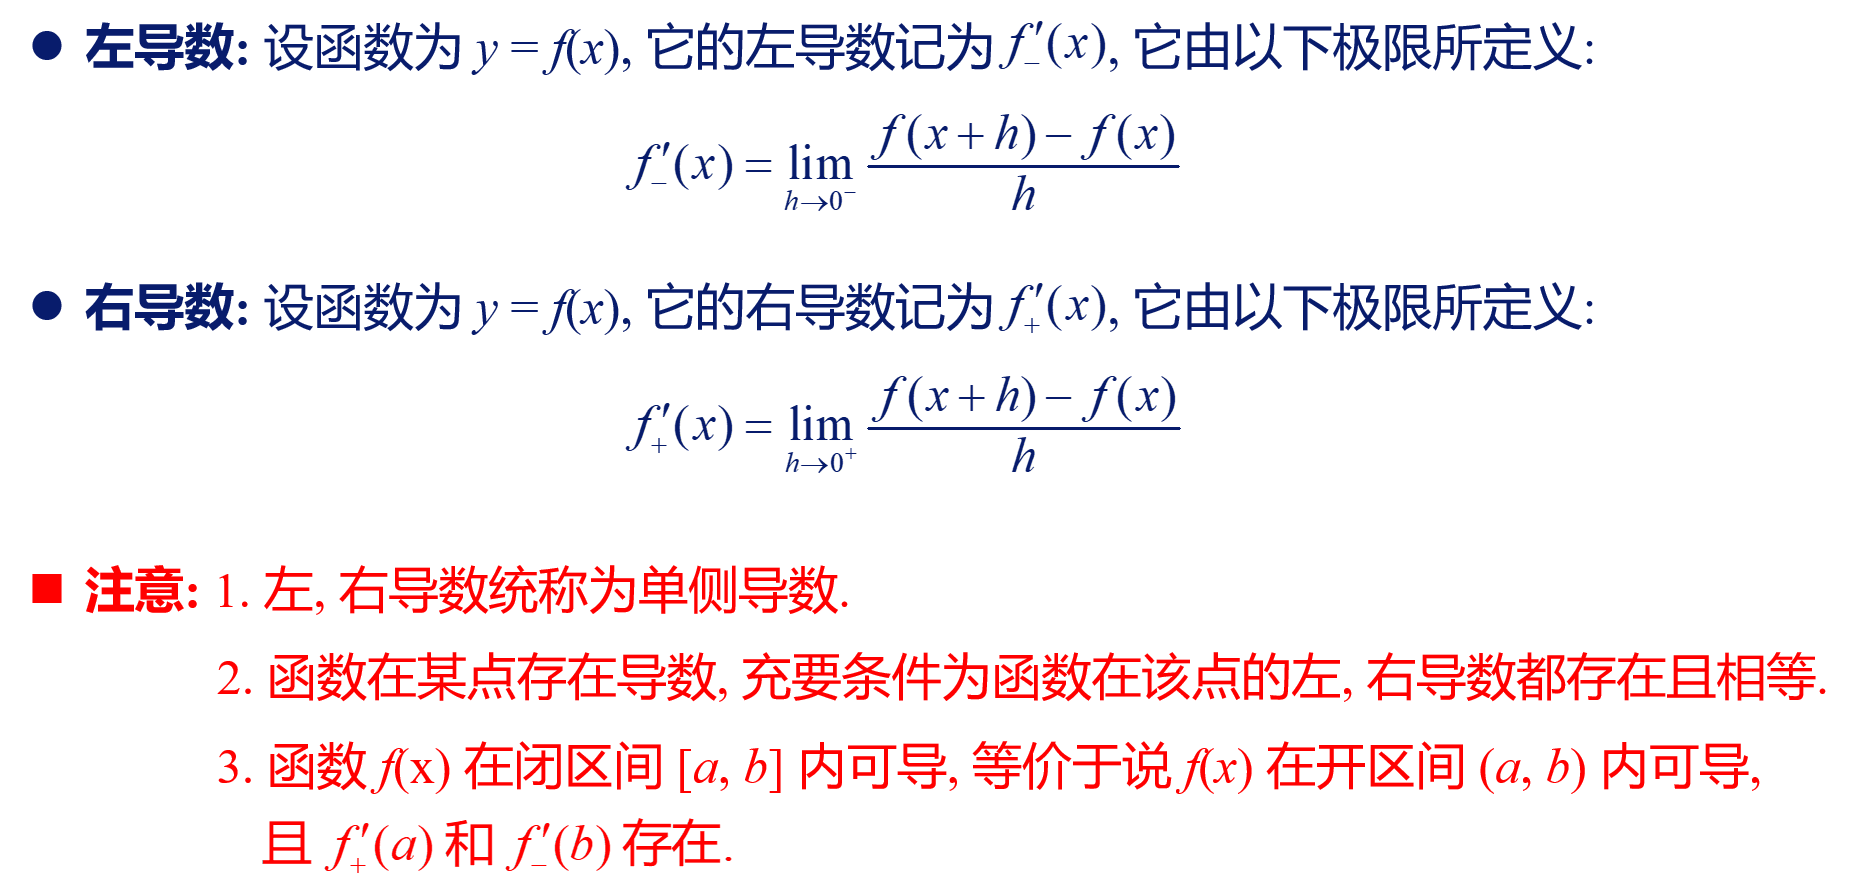 ● 左导数: 设函数为 y = f(x), 它的左导数记为 f′₋(x), 它由以下极限所定义:
f′₋(x) = lim_{h→0⁻} \frac{f(x+h) − f(x)}{h}
● 右导数: 设函数为 y = f(x), 它的右导数记为 f′₊(x), 它由以下极限所定义:
f′₊(x) = lim_{h→0⁺} \frac{f(x+h) − f(x)}{h}
■ 注意: 1. 左, 右导数统称为单侧导数.
2. 函数在某点存在导数, 充要条件为函数在该点的左, 右导数都存在且相等.
3. 函数 f(x) 在闭区间 [a, b] 内可导, 等价于说 f(x) 在开区间 (a, b) 内可导,
且 f′₊(a) 和 f′₋(b) 存在.